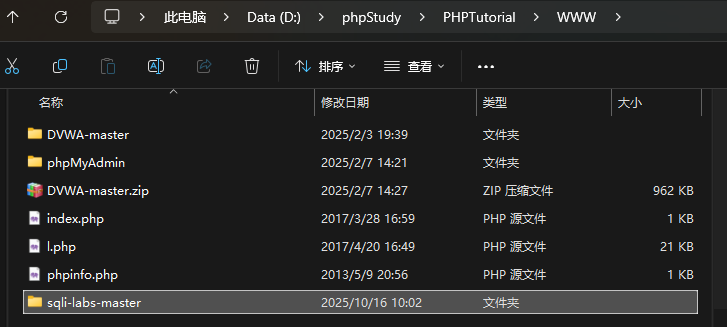 此电脑 > Data (D:) > phpStudy > PHPTutorial > WWW >
排序 查看 •••
名称 修改日期 类型 大小
DVWA-master 2025/2/3 19:39 文件夹
phpMyAdmin 2025/2/7 14:21 文件夹
DVWA-master.zip 2025/2/7 14:27 ZIP 压缩文件 962 KB
index.php 2017/3/28 16:59 PHP 源文件 1 KB
l.php 2017/4/20 16:49 PHP 源文件 21 KB
phpinfo.php 2013/5/9 20:56 PHP 源文件 1 KB
sqli-labs-master 2025/10/16 10:02 文件夹